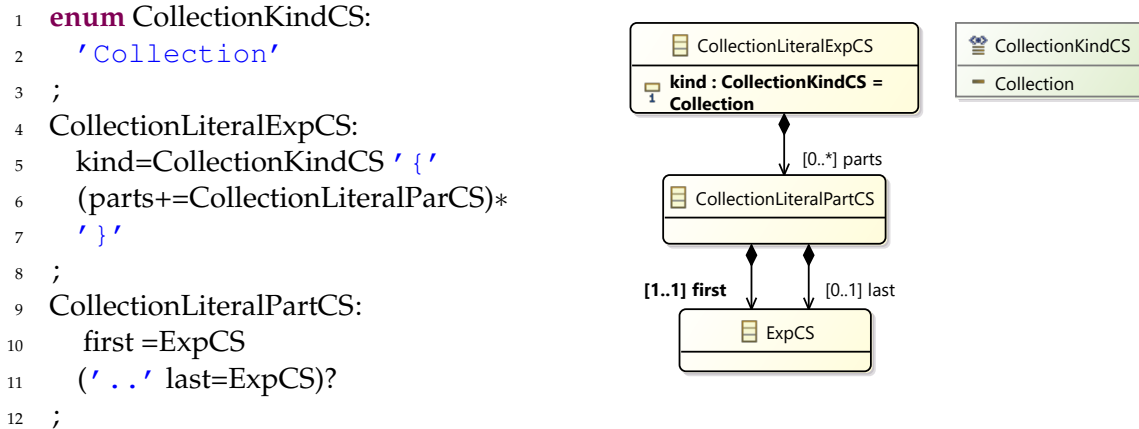 1 enum CollectionKindCS:
2 'Collection'
3 ;
4 CollectionLiteralExpCS:
5 kind=CollectionKindCS '{'
6 (parts+=CollectionLiteralParCS)*
7 '}'
8 ;
9 CollectionLiteralPartCS:
10 first =ExpCS
11 ('..' last=ExpCS)?
12 ;
CollectionLiteralExpCS
1 kind : CollectionKindCS =
Collection
CollectionKindCS
Collection
[0..*] parts
CollectionLiteralPartCS
[1..1] first
[0..1] last
ExpCS